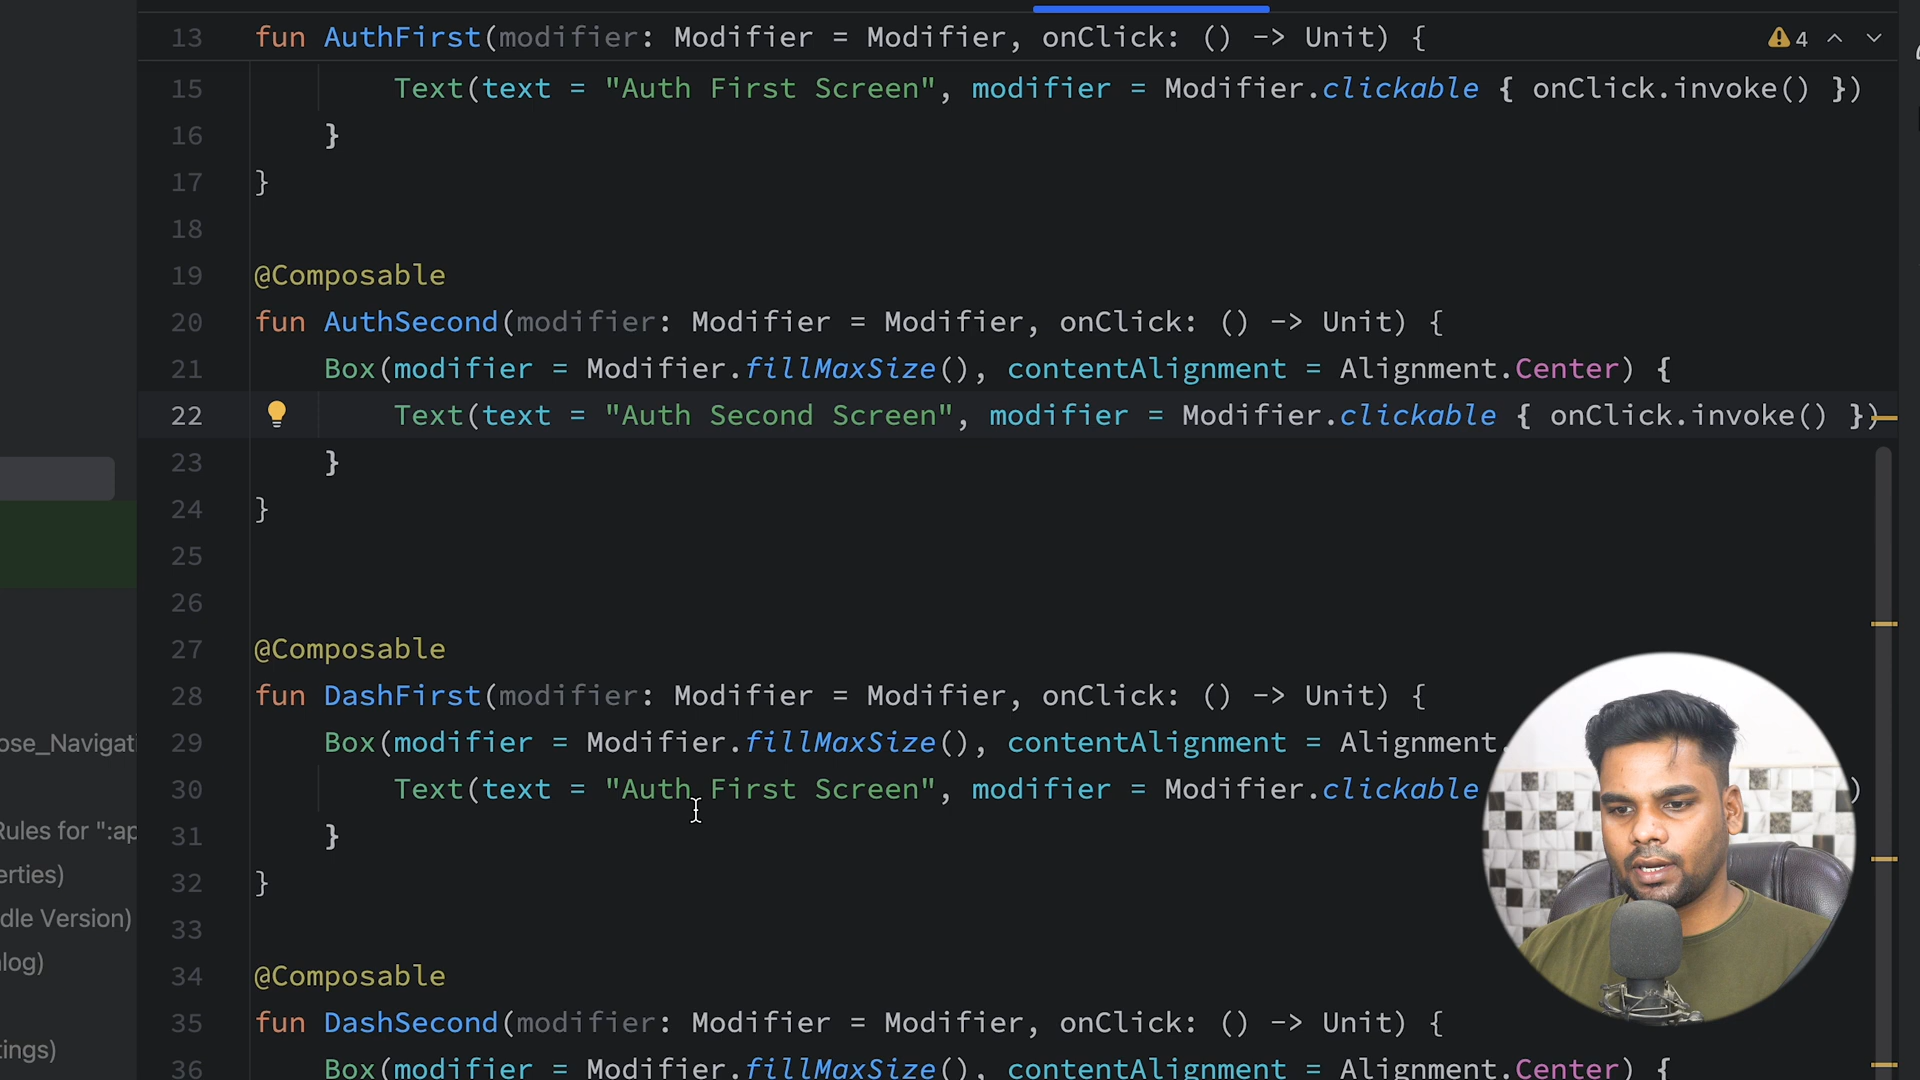 13 fun AuthFirst(modifier: Modifier = Modifier, onClick: () -> Unit) { 4
15 Text(text = "Auth First Screen", modifier = Modifier.clickable { onClick.invoke() })
16 }
17 }
18
19 @Composable
20 fun AuthSecond(modifier: Modifier = Modifier, onClick: () -> Unit) {
21 Box(modifier = Modifier.fillMaxSize(), contentAlignment = Alignment.Center) {
22 Text(text = "Auth Second Screen", modifier = Modifier.clickable { onClick.invoke() })
23 }
24 }
25
26
27 @Composable
28 fun DashFirst(modifier: Modifier = Modifier, onClick: () -> Unit) {
29 Box(modifier = Modifier.fillMaxSize(), contentAlignment = Alignment.
30 Text(text = "Auth First Screen", modifier = Modifier.clickable )
31 }
32 }
33
34 @Composable
35 fun DashSecond(modifier: Modifier = Modifier, onClick: () -> Unit) {
36 Box(modifier = Modifier.fillMaxSize(), contentAlignment = Alignment.Center) {
ose_Navigati
Rules for ":ap
erties)
dle Version)
alog)
tings)